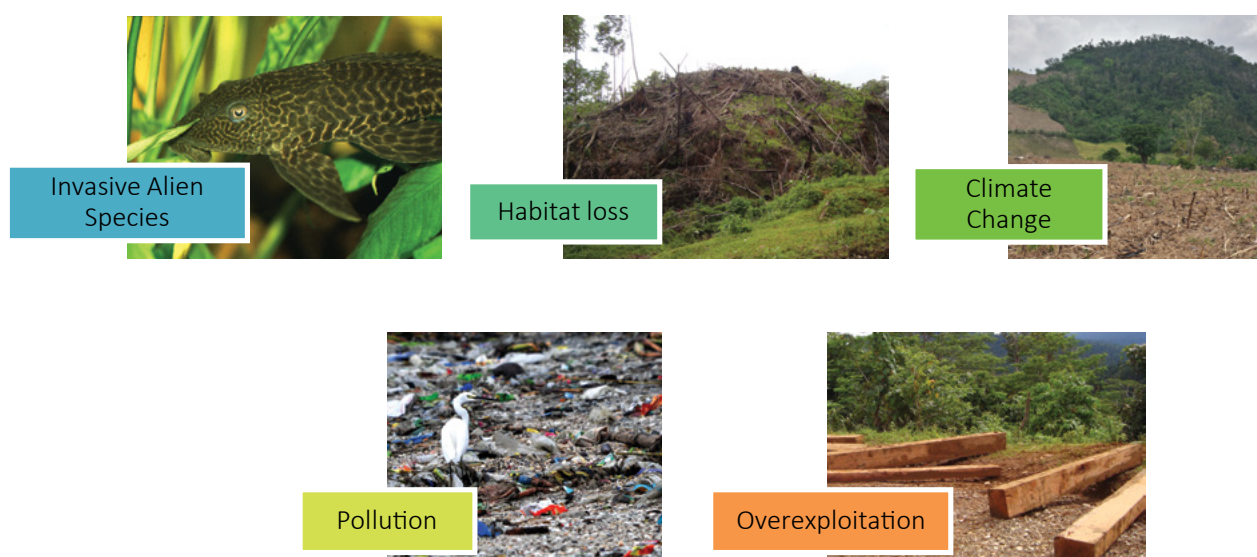 Invasive Alien
Species
Habitat loss
Climate
Change
Pollution
Overexploitation